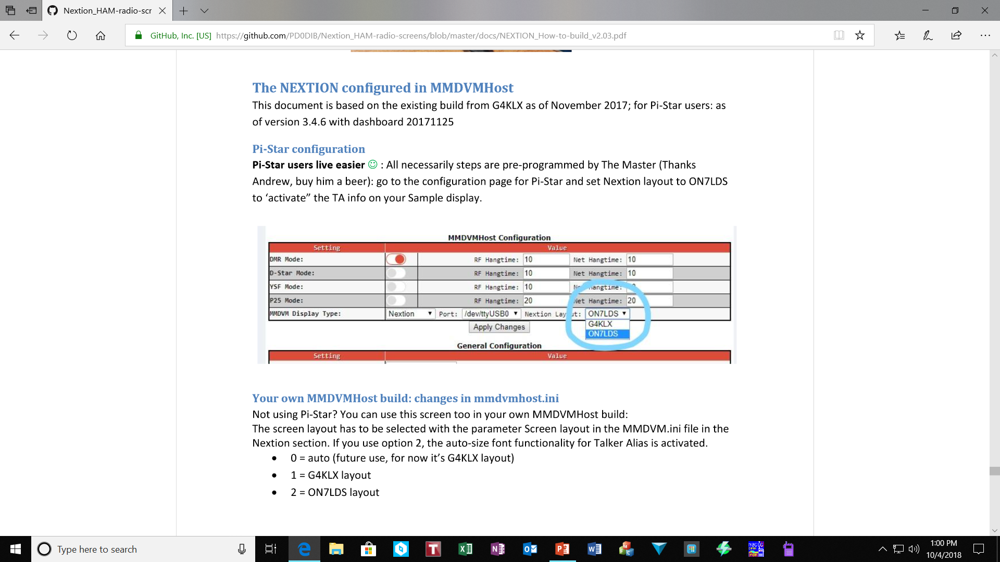 Nextion_HAM-radio-scr
GitHub, Inc. [US] https://github.com/PD0DIB/Nextion_HAM-radio-screens/blob/master/docs/NEXTION_How-to-build_v2.03.pdf
The NEXTION configured in MMDVMHost
This document is based on the existing build from G4KLX as of November 2017; for Pi-Star users: as
of version 3.4.6 with dashboard 20171125
Pi-Star configuration
Pi-Star users live easier ☺ : All necessarily steps are pre-programmed by The Master (Thanks
Andrew, buy him a beer): go to the configuration page for Pi-Star and set Nextion layout to ON7LDS
to ‘activate” the TA info on your Sample display.
MMDVMHost Configuration
Setting Value
DMR Mode: RF Hangtime: 10 Net Hangtime: 10
D-Star Mode: RF Hangtime: 10 Net Hangtime: 10
YSF Mode: RF Hangtime: 10 Hangtime:
P25 Mode: RF Hangtime: 20 Net Hangtime: 20
MMDVM Display Type: Nextion Port: /dev/ttyUSB0 Nextion Layout: ON7LDS
G4KLX
ON7LDS
Apply Changes
General Configuration
Setting Value
Your own MMDVMHost build: changes in mmdvmhost.ini
Not using Pi-Star? You can use this screen too in your own MMDVMHost build:
The screen layout has to be selected with the parameter Screen layout in the MMDVM.ini file in the
Nextion section. If you use option 2, the auto-size font functionality for Talker Alias is activated.
• 0 = auto (future use, for now it’s G4KLX layout)
• 1 = G4KLX layout
• 2 = ON7LDS layout
Type here to search
1:00 PM
10/4/2018